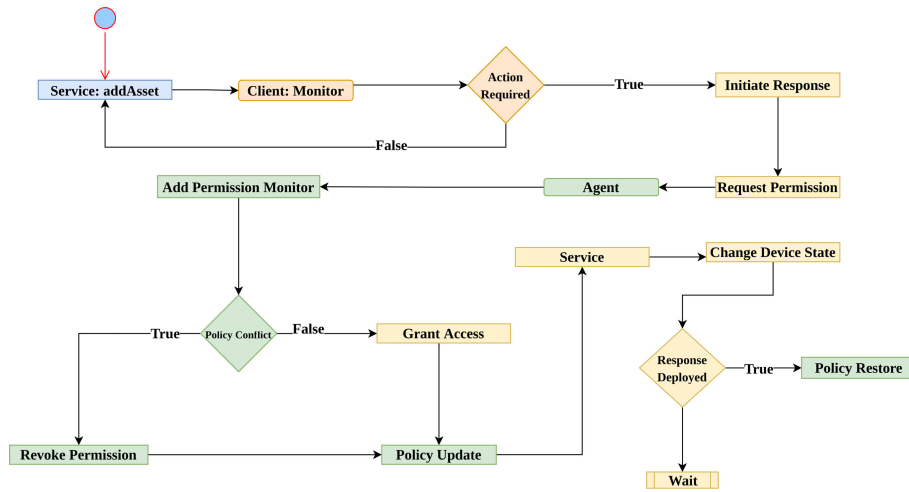 Service: addAsset
Client: Monitor
Action
Required
True
Initiate Response
False
Add Permission Monitor
Agent
Request Permission
Service
Change Device State
True
Policy Conflict
False
Grant Access
Response
Deployed
True
Policy Restore
Revoke Permission
Policy Update
Wait